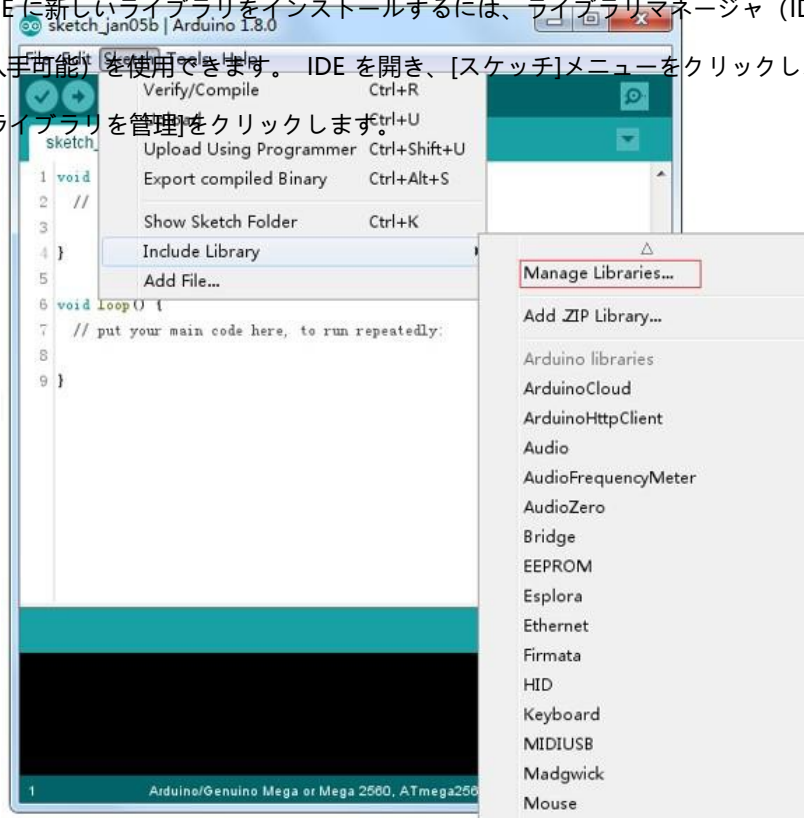 E に新しいライブラリをインストールするには、ライブラリマネージャ（ID
sketch_jan05b | Arduino 1.8.0
File Edit Sketch Tools Help
入手可能）を使用できます。 IDE を開き、[スケッチ]メニューをクリックし
Verify/Compile Ctrl+R
ライブラリを管理]をクリックします。
Upload Ctrl+U
sketch_
Upload Using Programmer Ctrl+Shift+U
1 void
Export compiled Binary Ctrl+Alt+S
2 //
3
Show Sketch Folder Ctrl+K
4 }
Include Library
5
Add File...
6 void loop() {
7 // put your main code here, to run repeatedly:
8
9 }
Manage Libraries...
Add .ZIP Library...
Arduino libraries
ArduinoCloud
ArduinoHttpClient
Audio
AudioFrequencyMeter
AudioZero
Bridge
EEPROM
Esplora
Ethernet
Firmata
HID
Keyboard
MIDIUSB
Madgwick
Mouse
1 Arduino/Genuino Mega or Mega 2560, ATmega256